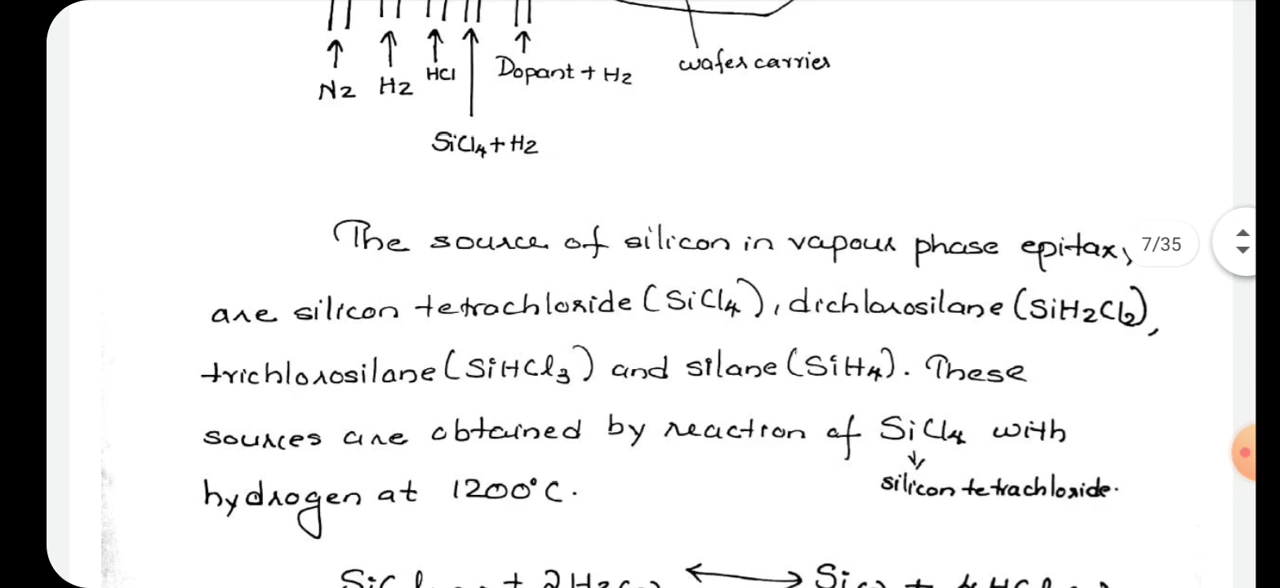 N2 H2 HCl Dopant + H2 wafer carrier
SiCl4 + H2
The source of silicon in vapour phase epitaxy 7/35
are silicon tetrachloride (SiCl4), dichlorosilane (SiH2Cl2),
trichlorosilane (SiHCl3) and silane (SiH4). These
sources are obtained by reaction of SiCl4 with
hydrogen at 1200°C. silicon tetrachloride.